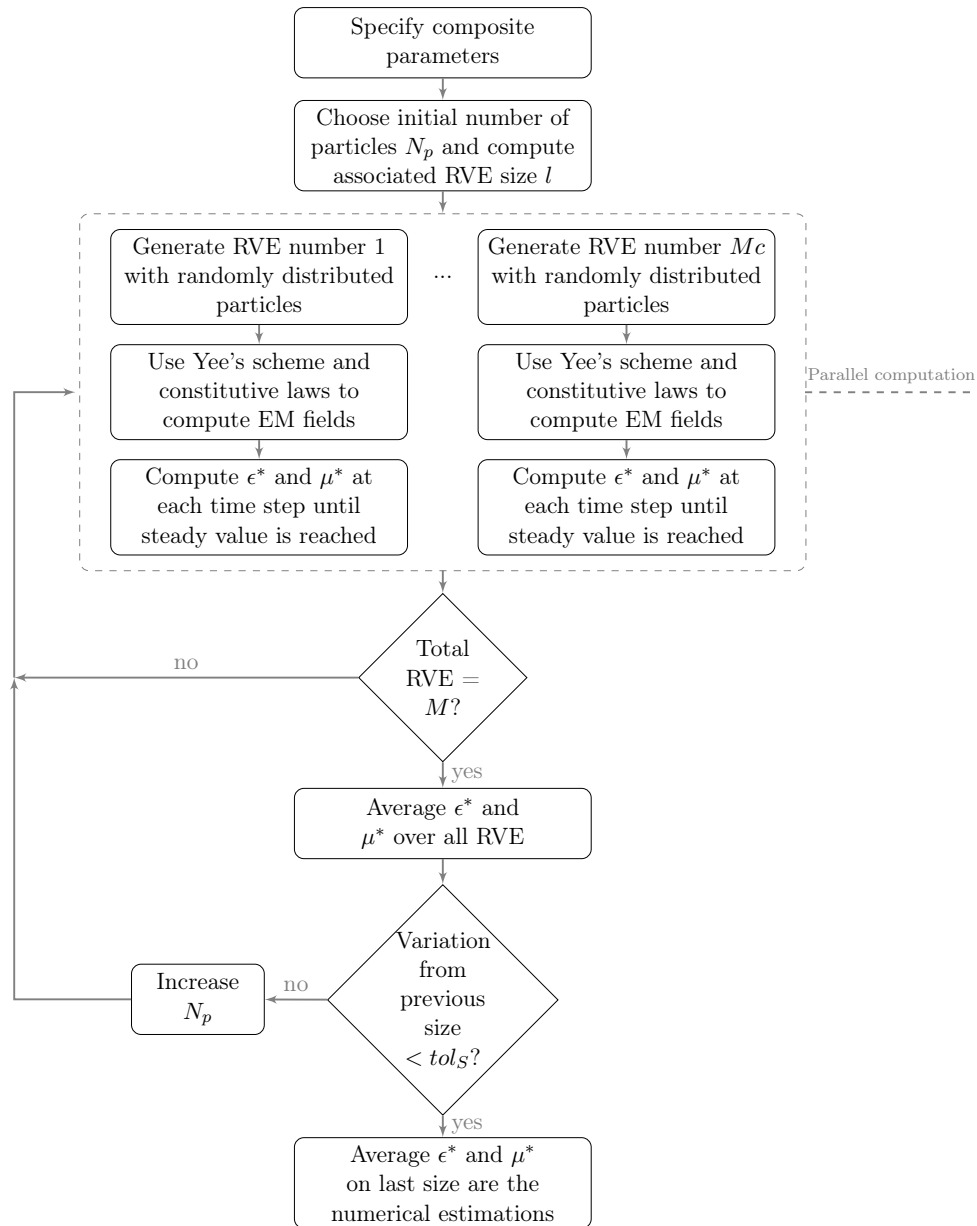 Specify composite
parameters
Choose initial number of
particles N_p and compute
associated RVE size l
Generate RVE number 1
with randomly distributed
particles
...
Generate RVE number Mc
with randomly distributed
particles
Use Yee's scheme and
constitutive laws to
compute EM fields
Use Yee's scheme and
constitutive laws to
compute EM fields
Parallel computation
Compute ϵ* and μ* at
each time step until
steady value is reached
Compute ϵ* and μ* at
each time step until
steady value is reached
Total
RVE =
M?
no
yes
Average ϵ* and
μ* over all RVE
Variation
from
previous
size
< tol_S?
no
Increase
N_p
yes
Average ϵ* and μ*
on last size are the
numerical estimations